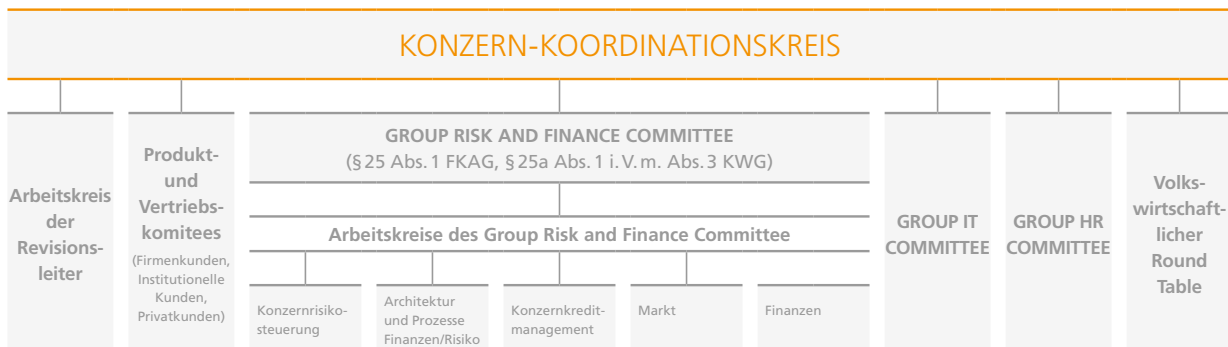 KONZERN-KOORDINATIONSKREIS
Arbeitskreis
der
Revisions-
leiter
Produkt-
und
Vertriebs-
komitees
(Firmenkunden,
Institutionelle
Kunden,
Privatkunden)
GROUP RISK AND FINANCE COMMITTEE
(§ 25 Abs. 1 FKAG, § 25a Abs. 1 i. V. m. Abs. 3 KWG)
Arbeitskreise des Group Risk and Finance Committee
Konzernrisiko-
steuerung
Architektur
und Prozesse
Finanzen/Risiko
Konzernkredit-
management
Markt
Finanzen
GROUP IT
COMMITTEE
GROUP HR
COMMITTEE
Volks-
wirtschaft-
licher
Round
Table